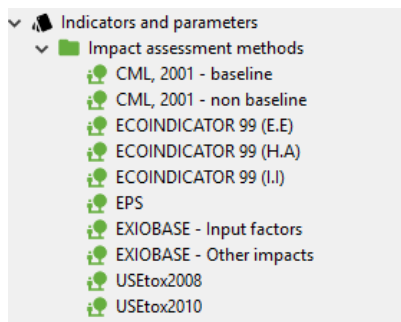 Indicators and parameters
Impact assessment methods
CML, 2001 - baseline
CML, 2001 - non baseline
ECOINDICATOR 99 (E.E)
ECOINDICATOR 99 (H.A)
ECOINDICATOR 99 (I.I)
EPS
EXIOBASE - Input factors
EXIOBASE - Other impacts
USEtox2008
USEtox2010